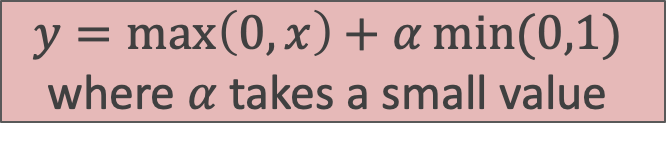 y = max(0, x) + α min(0,1)
where α takes a small value